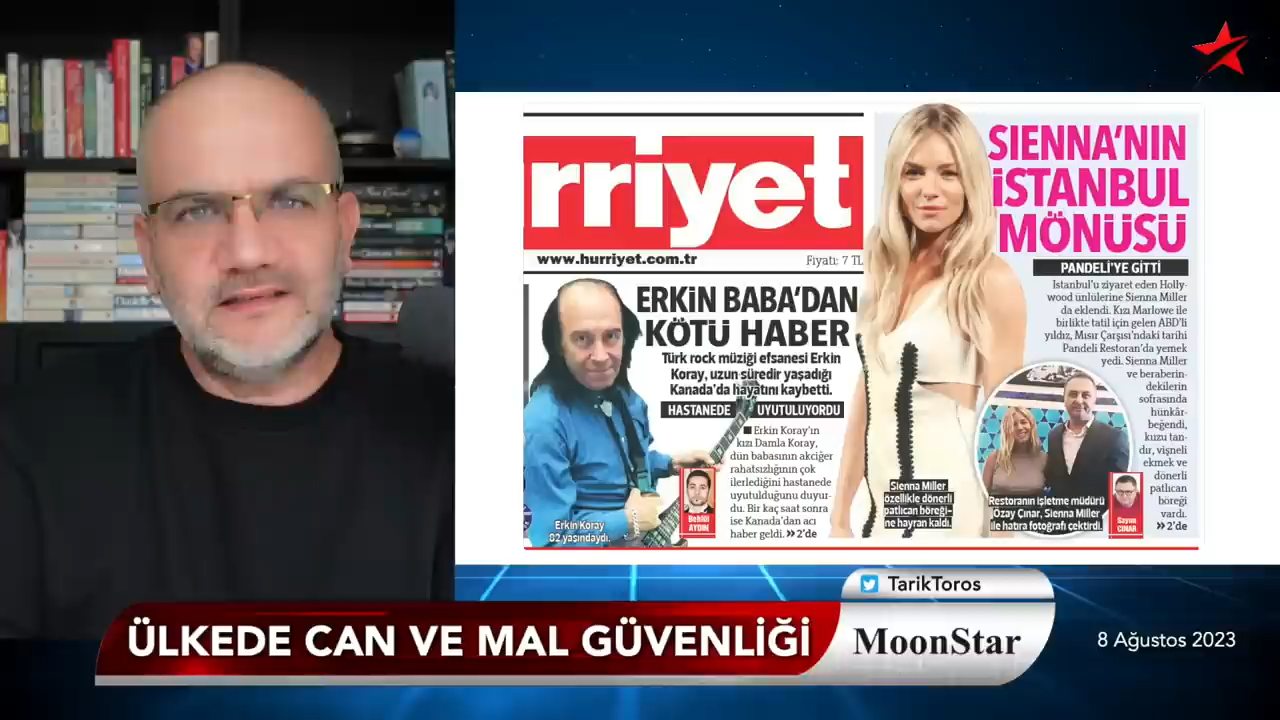 rriyet
www.hurriyet.com.tr
Fiyatı: 7 TL
ERKİN BABA'DAN
KÖTÜ HABER
Türk rock müziği efsanesi Erkin
Koray, uzun süredir yaşadığı
Kanada'da hayatını kaybetti.
HASTANEDE UYUTULUYORDU
Erkin Koray'ın
kızı Damla Koray,
dün babasının akciğer
rahatsızlığının çok
ilerlediğini hastanede
uyutulduğunu duyur-
du. Bir kaç saat sonra
ise Kanada'dan acı
haber geldi. »2'de
Behlül
AYDIN
Erkin Koray
82 yaşındaydı.
SIENNA'NIN
İSTANBUL
MÖNÜSÜ
PANDELİ'YE GİTTİ
İstanbul'u ziyaret eden Holly-
wood ünlülerine Sienna Miller
da eklendi. Kızı Marlowe ile
birlikte tatil için gelen ABD'li
yıldız, Mısır Çarşısı'ndaki tarihi
Pandeli Restoran'da yemek
yedi. Sienna Miller
ve beraberin-
dekilerin
sofrasında
hünkâr-
beğendi,
kuzu tan-
dır, vişneli
ekmek ve
dönerli
patlıcan
böreği
vardı.
»2'de
Sienna Miller
özellikle dönerli
patlıcan böreği-
ne hayran kaldı.
Restoranın işletme müdürü
Özay Çınar, Sienna Miller
ile hatıra fotoğrafı çektirdi.
Sayım
ÇINAR
TarikToros
ÜLKEDE CAN VE MAL GÜVENLİĞİ
MoonStar
8 Ağustos 2023